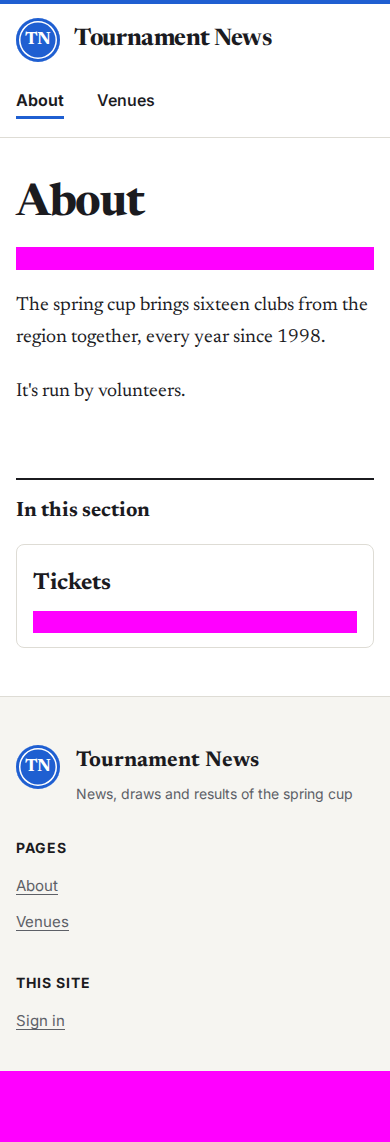 TN
Tournament News
About
Venues
About
The spring cup brings sixteen clubs from the
region together, every year since 1998.
It's run by volunteers.
In this section
Tickets
TN
Tournament News
News, draws and results of the spring cup
PAGES
About
Venues
THIS SITE
Sign in